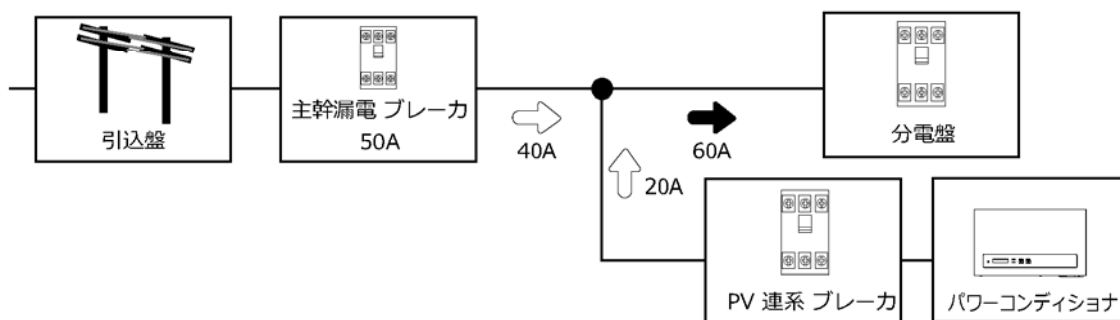 引込盤
主幹漏電 ブレーカ
50A
40A
60A
分電盤
20A
PV 連系 ブレーカ
パワーコンディショナ